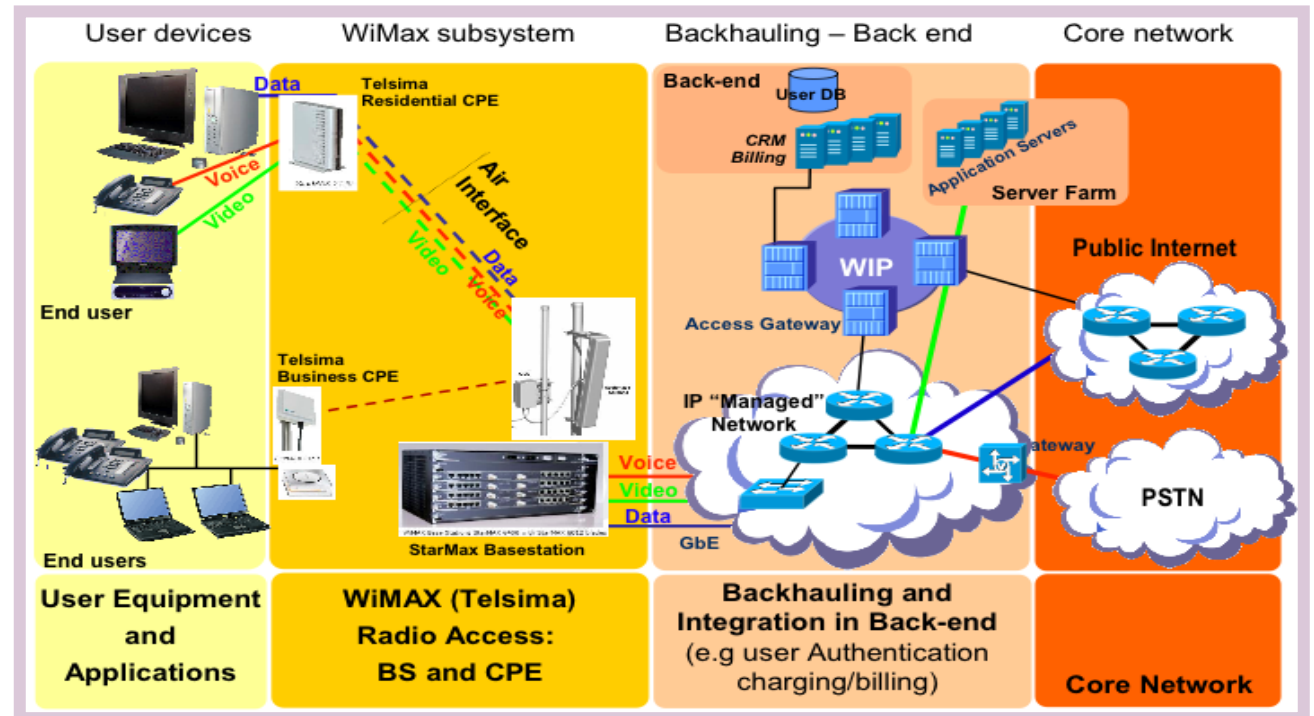 User devices
WiMax subsystem
Backhauling – Back end
Core network
Data
Voice
Video
End user
End users
Telsima
Residential CPE
Air
Interface
Data
Voice
Video
Telsima
Business CPE
Voice
Video
Data
StarMax Basestation
Back-end
User DB
CRM
Billing
Application Servers
Server Farm
WIP
Access Gateway
IP “Managed”
Network
GbE
ateway
V
Public Internet
PSTN
User Equipment
and
Applications
WiMAX (Telsima)
Radio Access:
BS and CPE
Backhauling and
Integration in Back-end
(e.g user Authentication
charging/billing)
Core Network